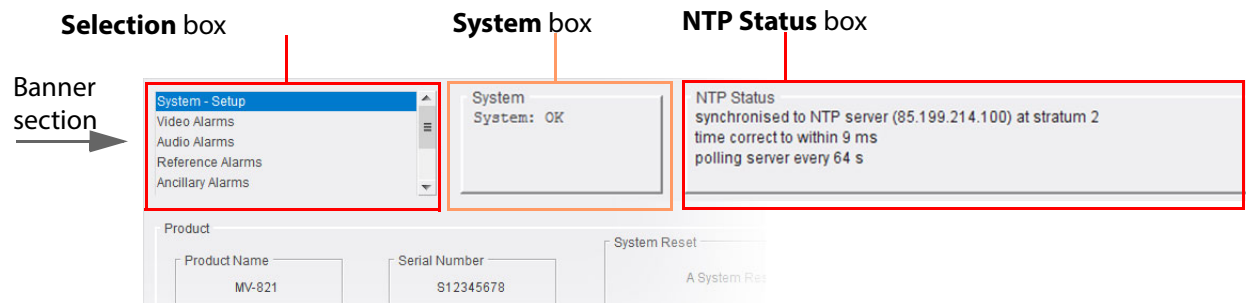 Selection box
System box
NTP Status box
Banner
section
System - Setup
Video Alarms
Audio Alarms
Reference Alarms
Ancillary Alarms
System
System: OK
NTP Status
synchronised to NTP server (85.199.214.100) at stratum 2
time correct to within 9 ms
polling server every 64 s
Product
Product Name
MV-821
Serial Number
S12345678
System Reset
A System Res